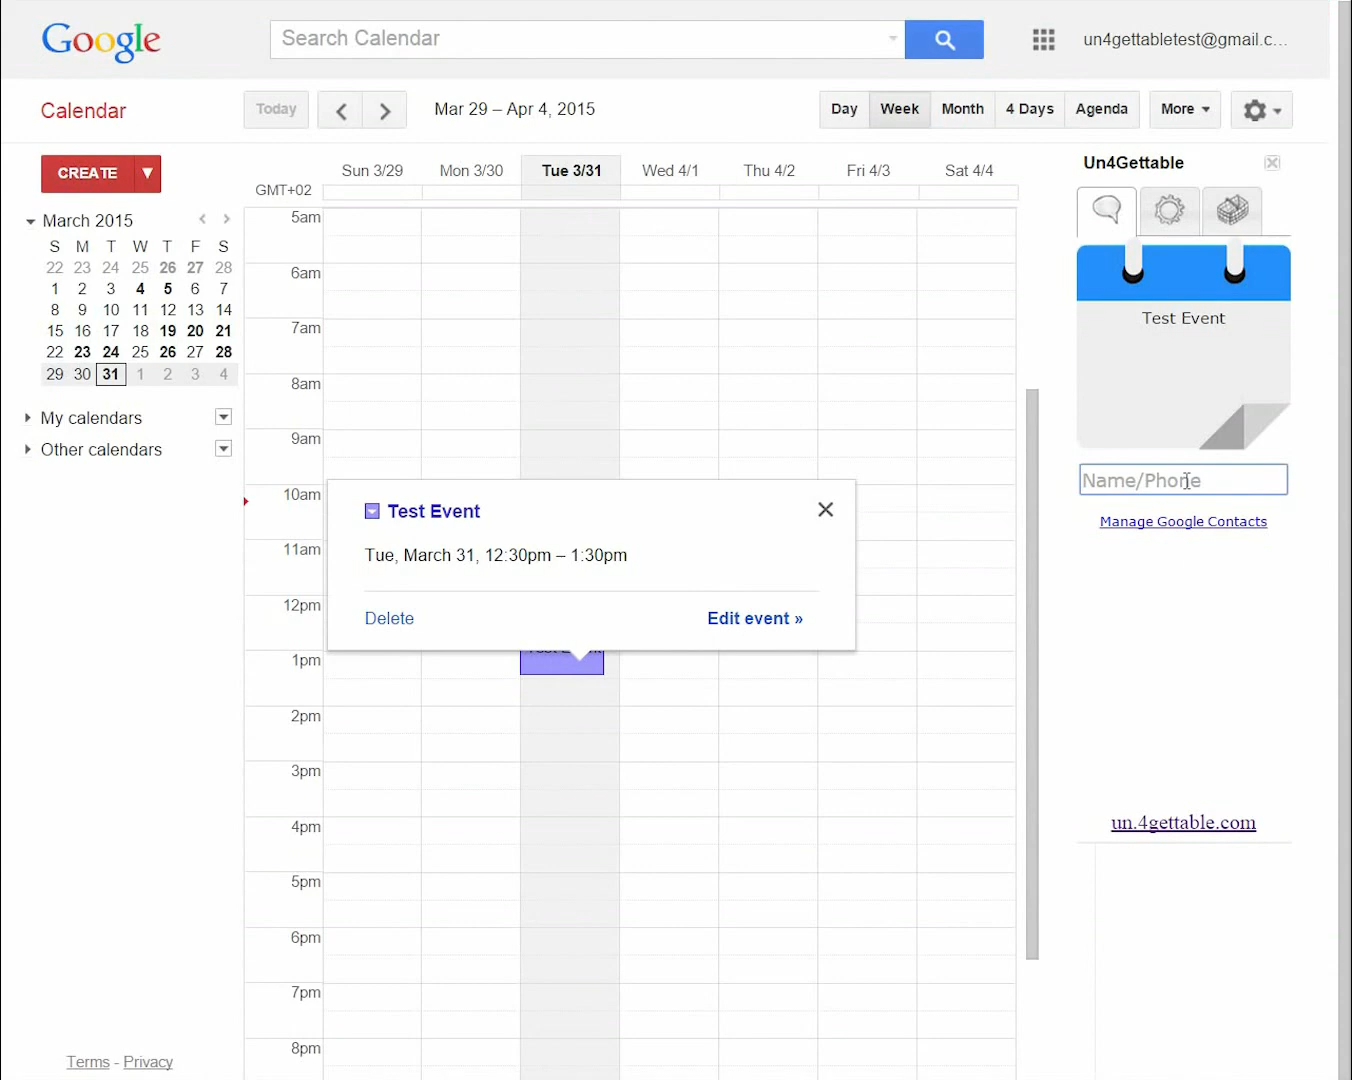 Google
Search Calendar
un4gettabletest@gmail.c...
Calendar
Today
Mar 29 – Apr 4, 2015
Day Week Month 4 Days Agenda
More
CREATE
Sun 3/29 Mon 3/30 Tue 3/31 Wed 4/1 Thu 4/2 Fri 4/3 Sat 4/4
GMT+02
March 2015
S M T W T F S
22 23 24 25 26 27 28
1 2 3 4 5 6 7
8 9 10 11 12 13 14
15 16 17 18 19 20 21
22 23 24 25 26 27 28
29 30 31 1 2 3 4
My calendars
Other calendars
5am
6am
7am
8am
9am
10am
11am
12pm
1pm
2pm
3pm
4pm
5pm
6pm
7pm
8pm
Test Event
Tue, March 31, 12:30pm – 1:30pm
Delete
Edit event »
Un4Gettable
Test Event
Name/Phone
Manage Google Contacts
un.4gettable.com
Terms - Privacy